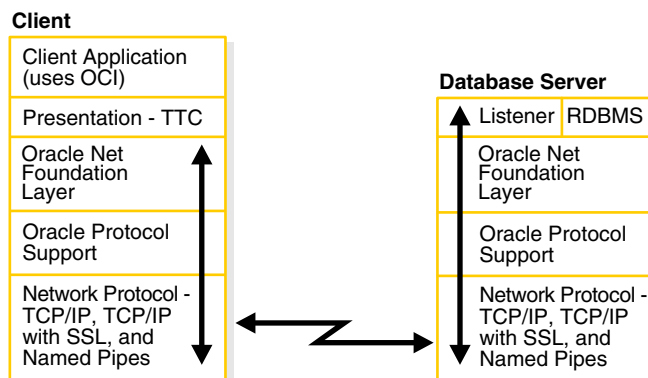 Client
Client Application
(uses OCI)
Presentation - TTC
Oracle Net
Foundation
Layer
Oracle Protocol
Support
Network Protocol -
TCP/IP, TCP/IP
with SSL, and
Named Pipes
Database Server
Listener RDBMS
Oracle Net
Foundation
Layer
Oracle Protocol
Support
Network Protocol -
TCP/IP, TCP/IP
with SSL, and
Named Pipes